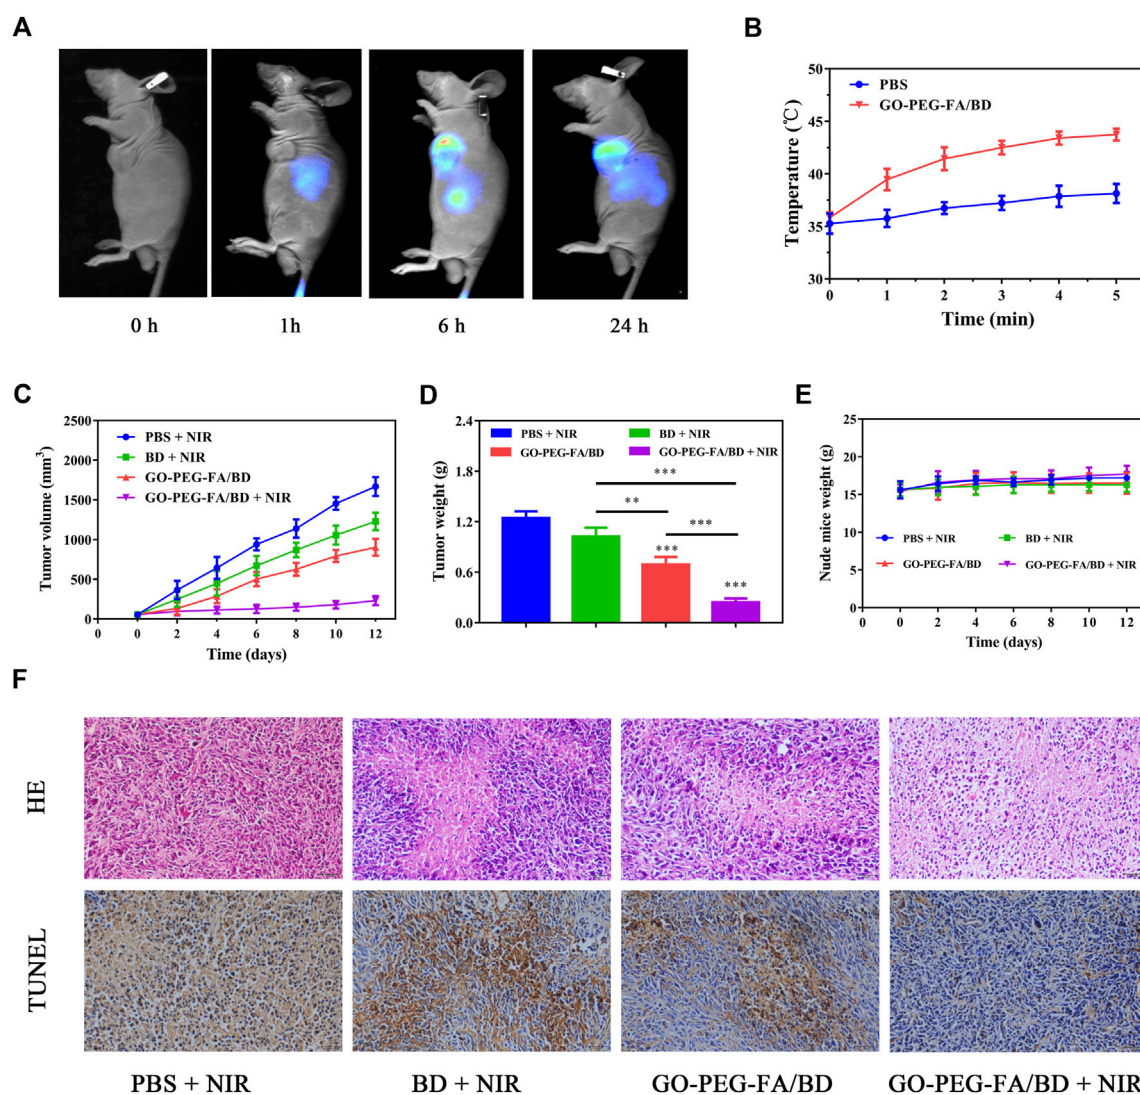 A
0 h
1h
6 h
24 h
B
PBS
GO-PEG-FA/BD
Temperature (℃)
50
45
40
35
30
0 1 2 3 4 5
Time (min)
C
PBS + NIR
BD + NIR
GO-PEG-FA/BD
GO-PEG-FA/BD + NIR
Tumor volume (mm³)
2500
2000
1500
1000
500
0
0 0 2 4 6 8 10 12
Time (days)
D
PBS + NIR
BD + NIR
GO-PEG-FA/BD
GO-PEG-FA/BD + NIR
Tumor weight (g)
2.4
1.8
1.2
0.6
0.0
***
**
***
***
***
E
Nude mice weight (g)
25
20
15
10
5
0
PBS + NIR
BD + NIR
GO-PEG-FA/BD
GO-PEG-FA/BD + NIR
0 0 2 4 6 8 10 12
Time (days)
F
HE
TUNEL
PBS + NIR
BD + NIR
GO-PEG-FA/BD
GO-PEG-FA/BD + NIR